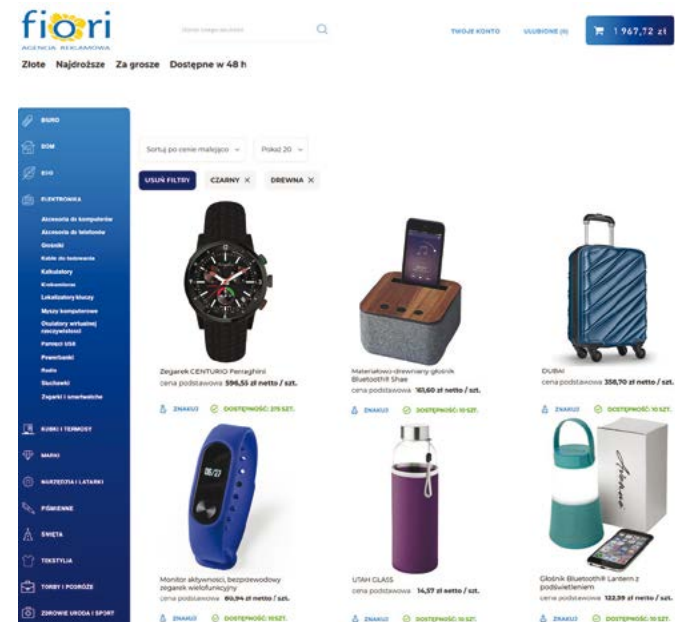 fiori
AGENCJA REKLAMOWA
TWOJE KONTO
ULUBIONE (0)
1 967,72 zł
Złote Najdroższe Za grosze Dostępne w 48 h
BIURO
DOM
EKO
ELEKTRONIKA
Akcesoria do komputerów
Akcesoria do telefonów
Głośniki
Kable do ładowania
Kalkulatory
Krokomierze
Lokalizatory kluczy
Myszy komputerowe
Okulatory wirtualnej
rzeczywistości
Pamięci USB
Powerbanki
Radia
Słuchawki
Zegarki i smartwatche
KUBKI I TERMOSY
MARKI
NARZĘDZIA I LATARKI
PIŚMIENNE
ŚWIĘTA
TEKSTYLIA
TORBY I PODRÓŻE
ZDROWIE URODA I SPORT
Sortuj po cenie malejąco
Pokaż 20
USUŃ FILTRY
CZARNY ×
DREWNA ×
Zegarek CENTURIO Perraghini
cena podstawowa 596,55 zł netto / szt.
ZNAKUJ
DOSTĘPNOŚĆ: 215 SZT.
Materiałowo-drewniany głośnik
Bluetooth® Shae
cena podstawowa 161,60 zł netto / szt.
ZNAKUJ
DOSTĘPNOŚĆ: 10 SZT.
DUBAI
cena podstawowa 358,70 zł netto / szt.
ZNAKUJ
DOSTĘPNOŚĆ: 10 SZT.
06/23
Monitor aktywności, bezprzewodowy
zegarek wielofunkcyjny
cena podstawowa 80,94 zł netto / szt.
ZNAKUJ
DOSTĘPNOŚĆ: 10 SZT.
UTAH GLASS
cena podstawowa 14,57 zł netto / szt.
ZNAKUJ
DOSTĘPNOŚĆ: 10 SZT.
Głośnik Bluetooth® Lantern z
podświetleniem
cena podstawowa 122,99 zł netto / szt.
ZNAKUJ
DOSTĘPNOŚĆ: 10 SZT.